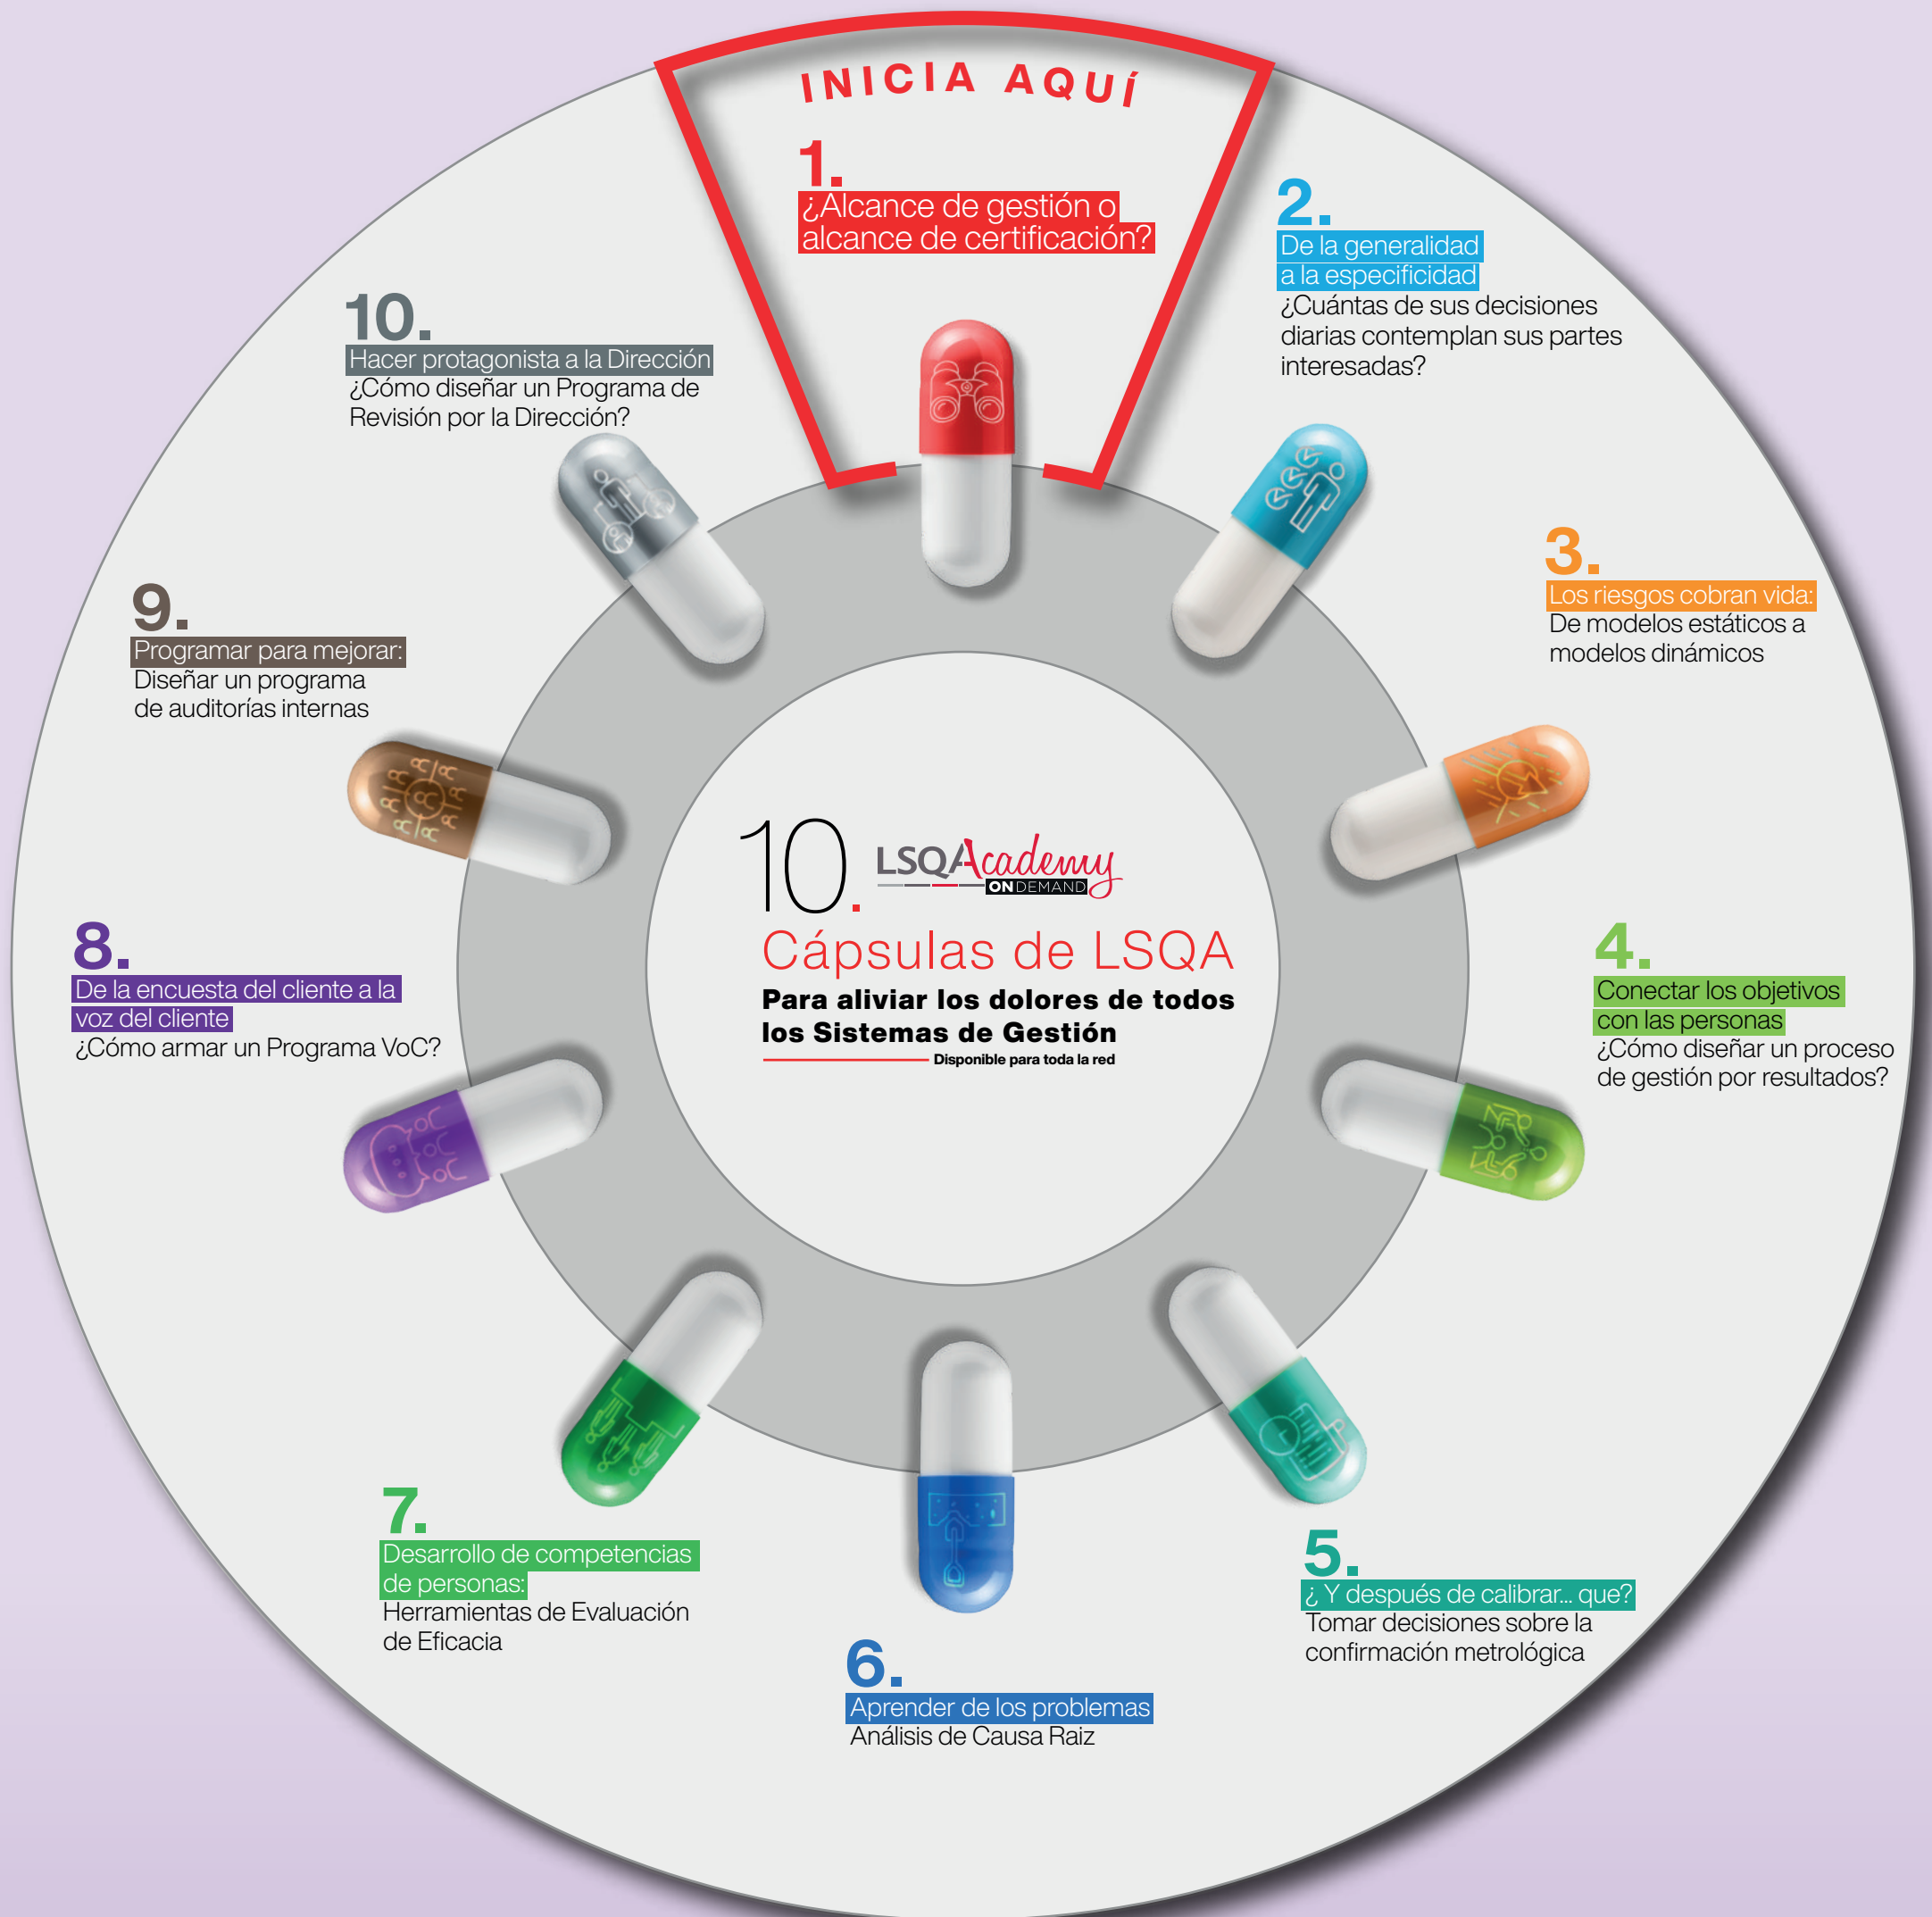 INICIA AQUÍ
1.
¿Alcance de gestión o
alcance de certificación?
2.
De la generalidad
a la especificidad
¿Cuántas de sus decisiones
diarias contemplan sus partes
interesadas?
3.
Los riesgos cobran vida:
De modelos estáticos a
modelos dinámicos
4.
Conectar los objetivos
con las personas
¿Cómo diseñar un proceso
de gestión por resultados?
5.
¿ Y después de calibrar... que?
Tomar decisiones sobre la
confirmación metrológica
6.
Aprender de los problemas
Análisis de Causa Raiz
7.
Desarrollo de competencias
de personas:
Herramientas de Evaluación
de Eficacia
8.
De la encuesta del cliente a la
voz del cliente
¿Cómo armar un Programa VoC?
9.
Programar para mejorar:
Diseñar un programa
de auditorías internas
10.
Hacer protagonista a la Dirección
¿Cómo diseñar un Programa de
Revisión por la Dirección?
10. LSQAcademy
ON DEMAND
Cápsulas de LSQA
Para aliviar los dolores de todos
los Sistemas de Gestión
Disponible para toda la red